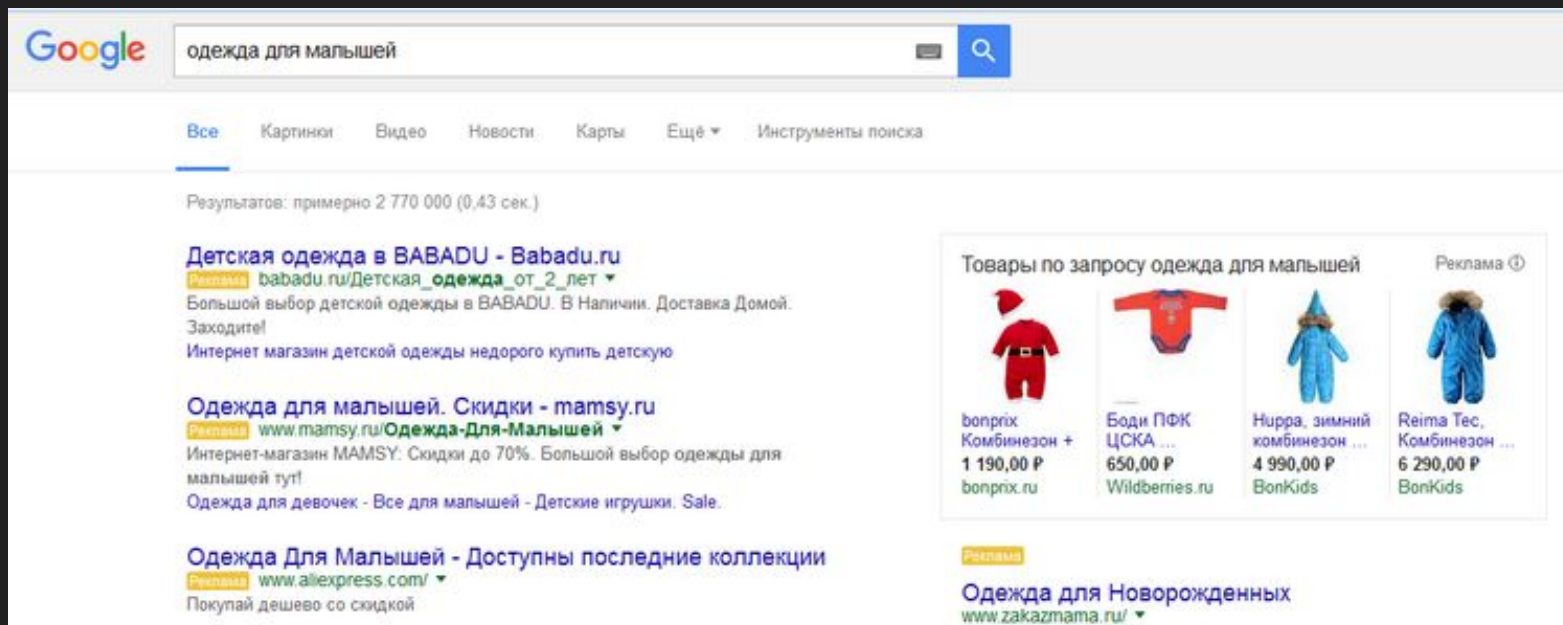 Google
одежда для малышей
Все Картинки Видео Новости Карты Ещё Инструменты поиска
Результатов: примерно 2 770 000 (0,43 сек.)
Детская одежда в BABADU - Babadu.ru
Реклама babadu.ru/Детская_одежда_от_2_лет
Большой выбор детской одежды в BABADU. В Наличии. Доставка Домой.
Заходите!
Интернет магазин детской одежды недорого купить детскую
Одежда для малышей. Скидки - mamsy.ru
Реклама www.mamsy.ru/Одежда-Для-Малышей
Интернет-магазин MAMSY: Скидки до 70%. Большой выбор одежды для
малышей тут!
Одежда для девочек - Все для малышей - Детские игрушки. Sale.
Одежда Для Малышей - Доступны последние коллекции
Реклама www.aliexpress.com/
Покупай дешево со скидкой
Товары по запросу одежда для малышей Реклама
bonprix
Комбинезон +
1 190,00 ₽
bonprix.ru
Боди ПФК
ЦСКА ...
650,00 ₽
Wildberries.ru
Huppa, зимний
комбинезон ...
4 990,00 ₽
BonKids
Reima Tec,
Комбинезон ...
6 290,00 ₽
BonKids
Реклама
Одежда для Новорожденных
www.zakazmama.ru/